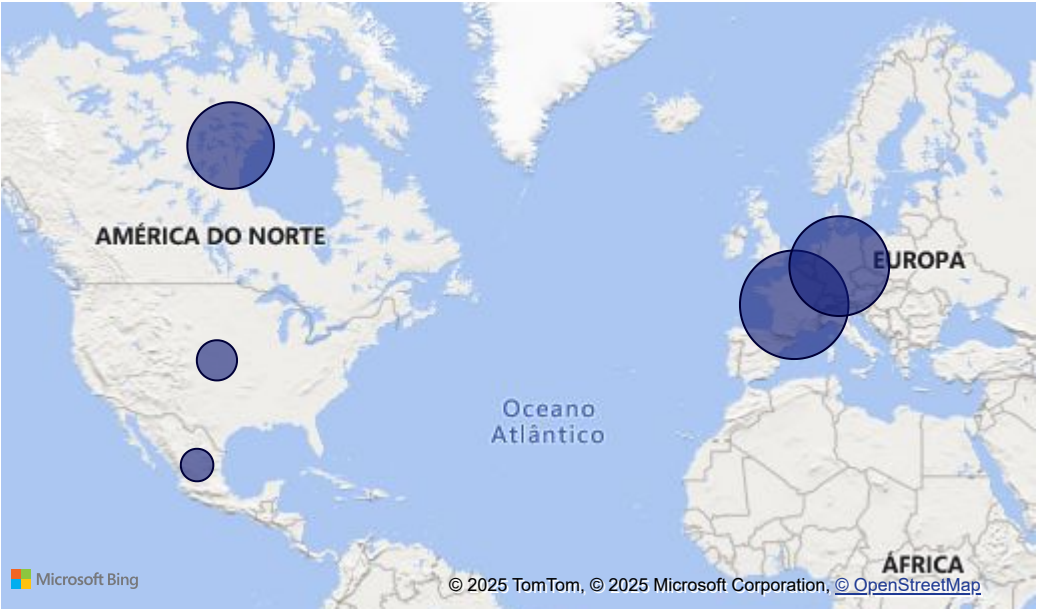 AMÉRICA DO NORTE
EUROPA
Oceano
Atlântico
ÁFRICA
Microsoft Bing
© 2025 TomTom, © 2025 Microsoft Corporation, © OpenStreetMap